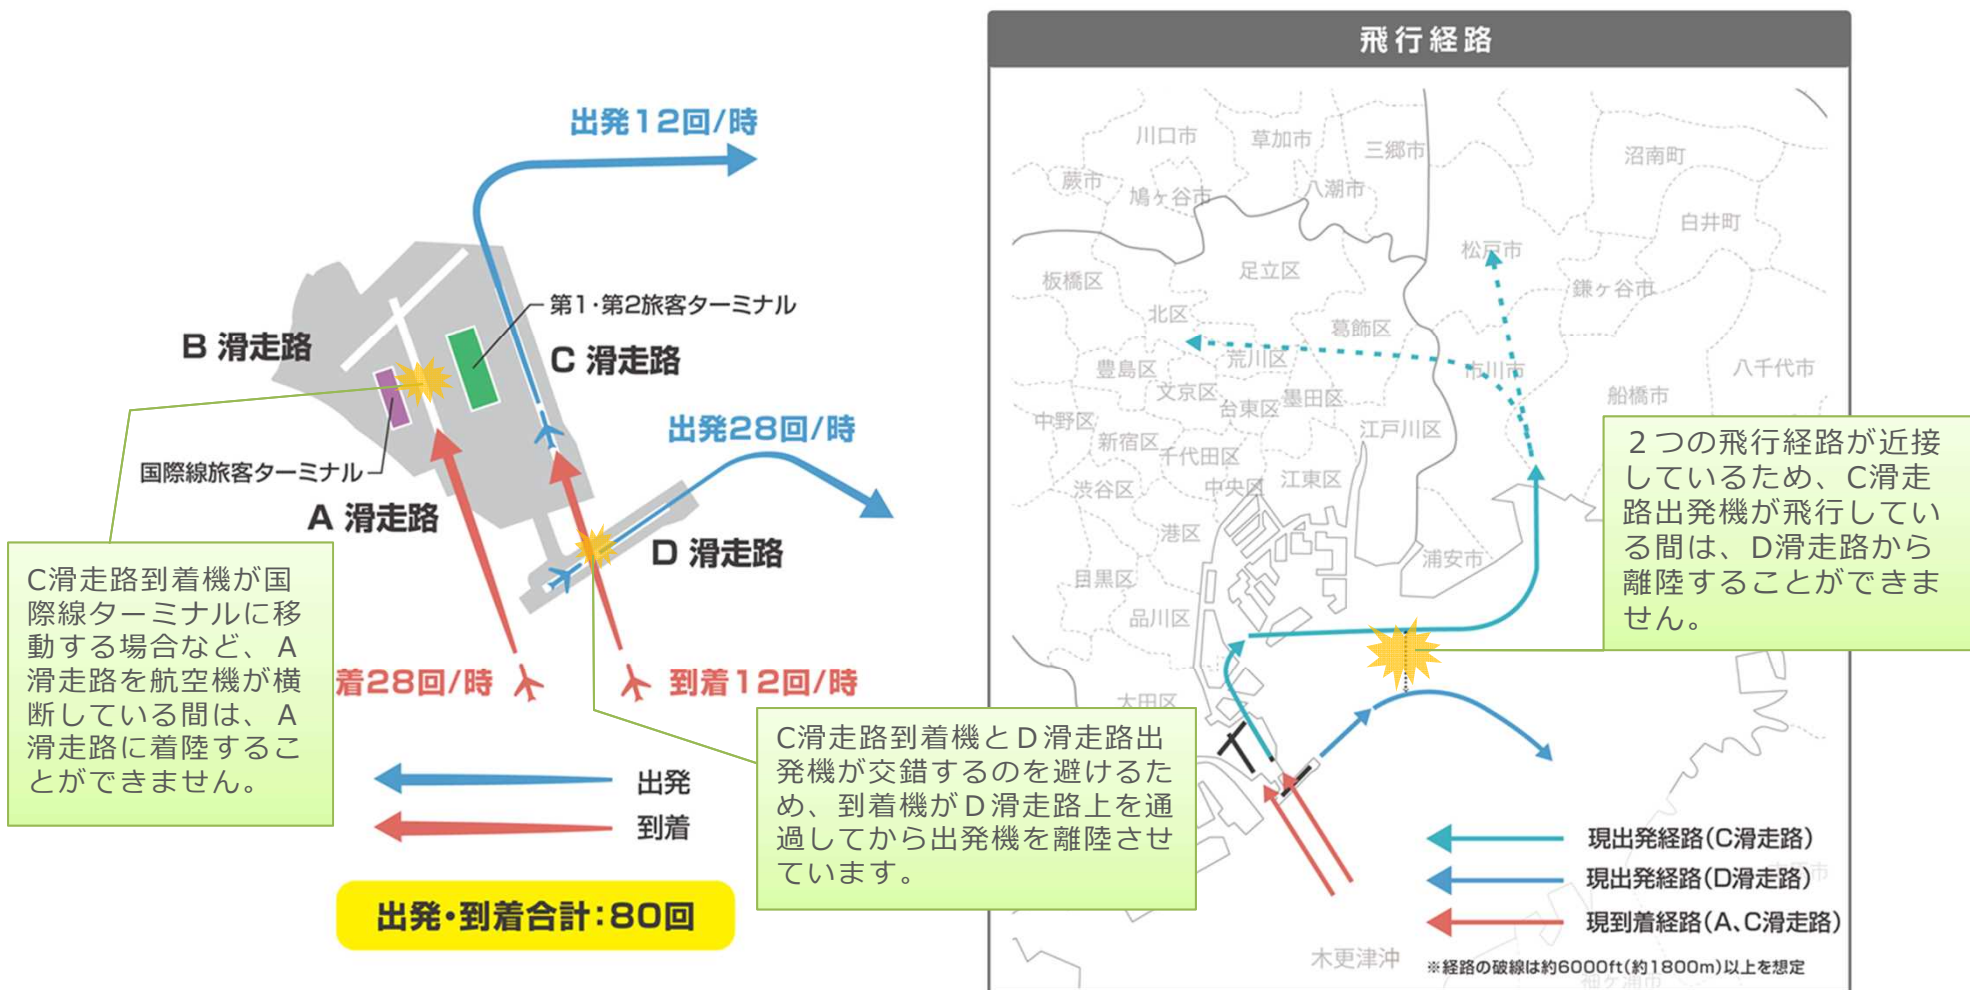 出発12回/時
第1・第2旅客ターミナル
B 滑走路
C 滑走路
出発28回/時
国際線旅客ターミナル
A 滑走路
D 滑走路
C滑走路到着機が国
際線ターミナルに移
動する場合など、A
滑走路を航空機が横
断している間は、A
滑走路に着陸するこ
とができません。
着28回/時
到着12回/時
C滑走路到着機とD滑走路出
発機が交錯するのを避けるた
め、到着機がD滑走路上を通
過してから出発機を離陸させ
ています。
出発
到着
出発・到着合計：80回
飛行経路
川口市
草加市
三郷市
沼南町
蕨市
鳩ヶ谷市
八潮市
白井町
松戸市
板橋区
足立区
鎌ヶ谷市
北区
葛飾区
豊島区
荒川区
市川市
八千代市
文京区
台東区
墨田区
船橋市
中野区
新宿区
千代田区
江戸川区
渋谷区
中央区
江東区
港区
浦安市
目黒区
品川区
大田区
２つの飛行経路が近接
しているため、C滑走
路出発機が飛行してい
る間は、D滑走路から
離陸することができま
せん。
現出発経路(C滑走路)
現出発経路(D滑走路)
現到着経路(A、C滑走路)
木更津沖
※経路の破線は約6000ft(約1800m)以上を想定
袖ヶ浦市